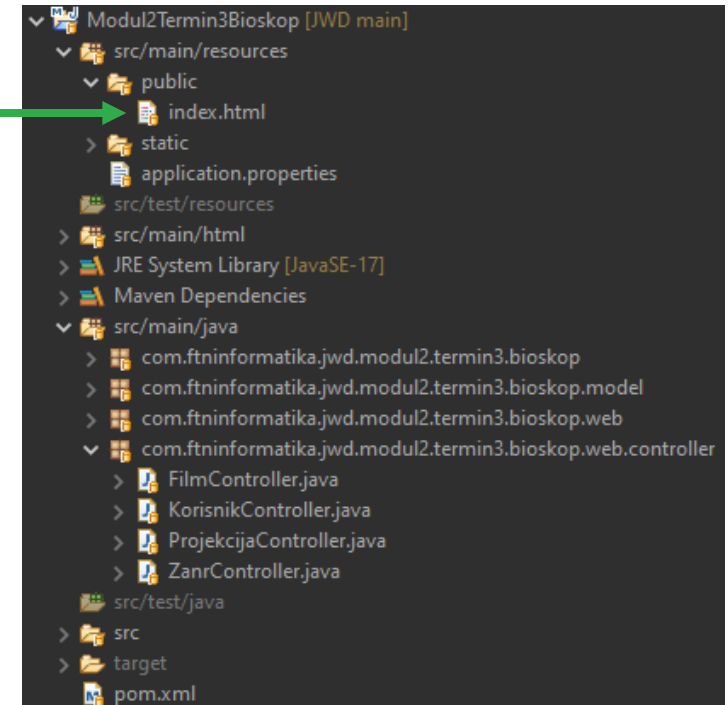 Modul2Termin3Bioskop [JWD main]
src/main/resources
public
index.html
static
application.properties
src/test/resources
src/main/html
JRE System Library [JavaSE-17]
Maven Dependencies
src/main/java
com.ftninformatika.jwd.modul2.termin3.bioskop
com.ftninformatika.jwd.modul2.termin3.bioskop.model
com.ftninformatika.jwd.modul2.termin3.bioskop.web
com.ftninformatika.jwd.modul2.termin3.bioskop.web.controller
FilmController.java
KorisnikController.java
ProjekcijaController.java
ZanrController.java
src/test/java
src
target
pom.xml